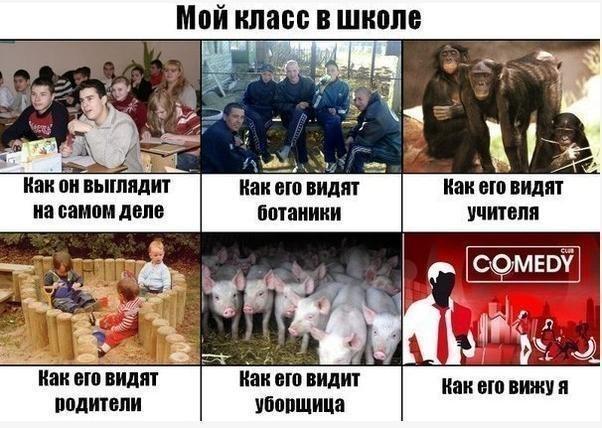 Мой класс в школе
Как он выглядит
на самом деле
Как его видят
ботаники
Как его видят
учителя
CLUB
COMEDY
Как его видят
родители
Как его видит
уборщица
Как его вижу я